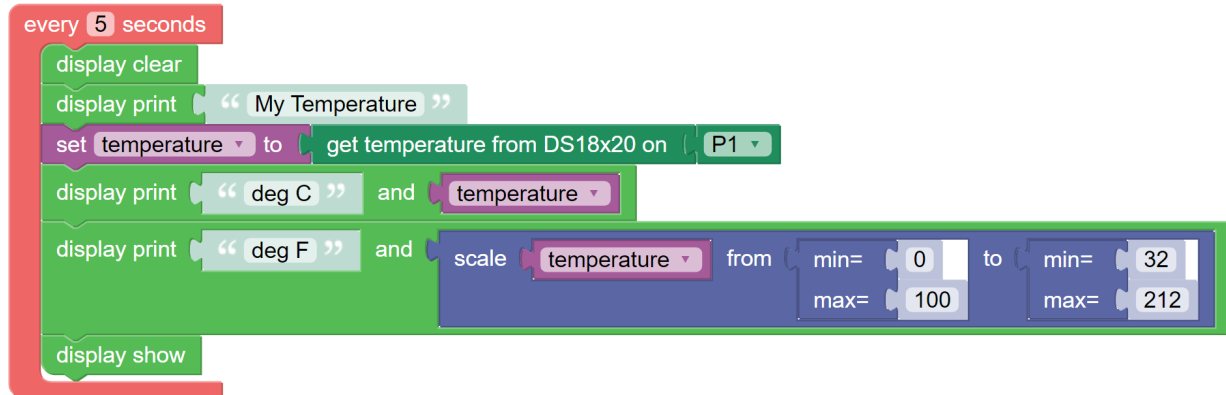 every 5 seconds
display clear
display print “ My Temperature ”
set temperature to get temperature from DS18x20 on P1
display print “ deg C ” and temperature
display print “ deg F ” and scale temperature from min= 0 to min= 32
max= 100 max= 212
display show